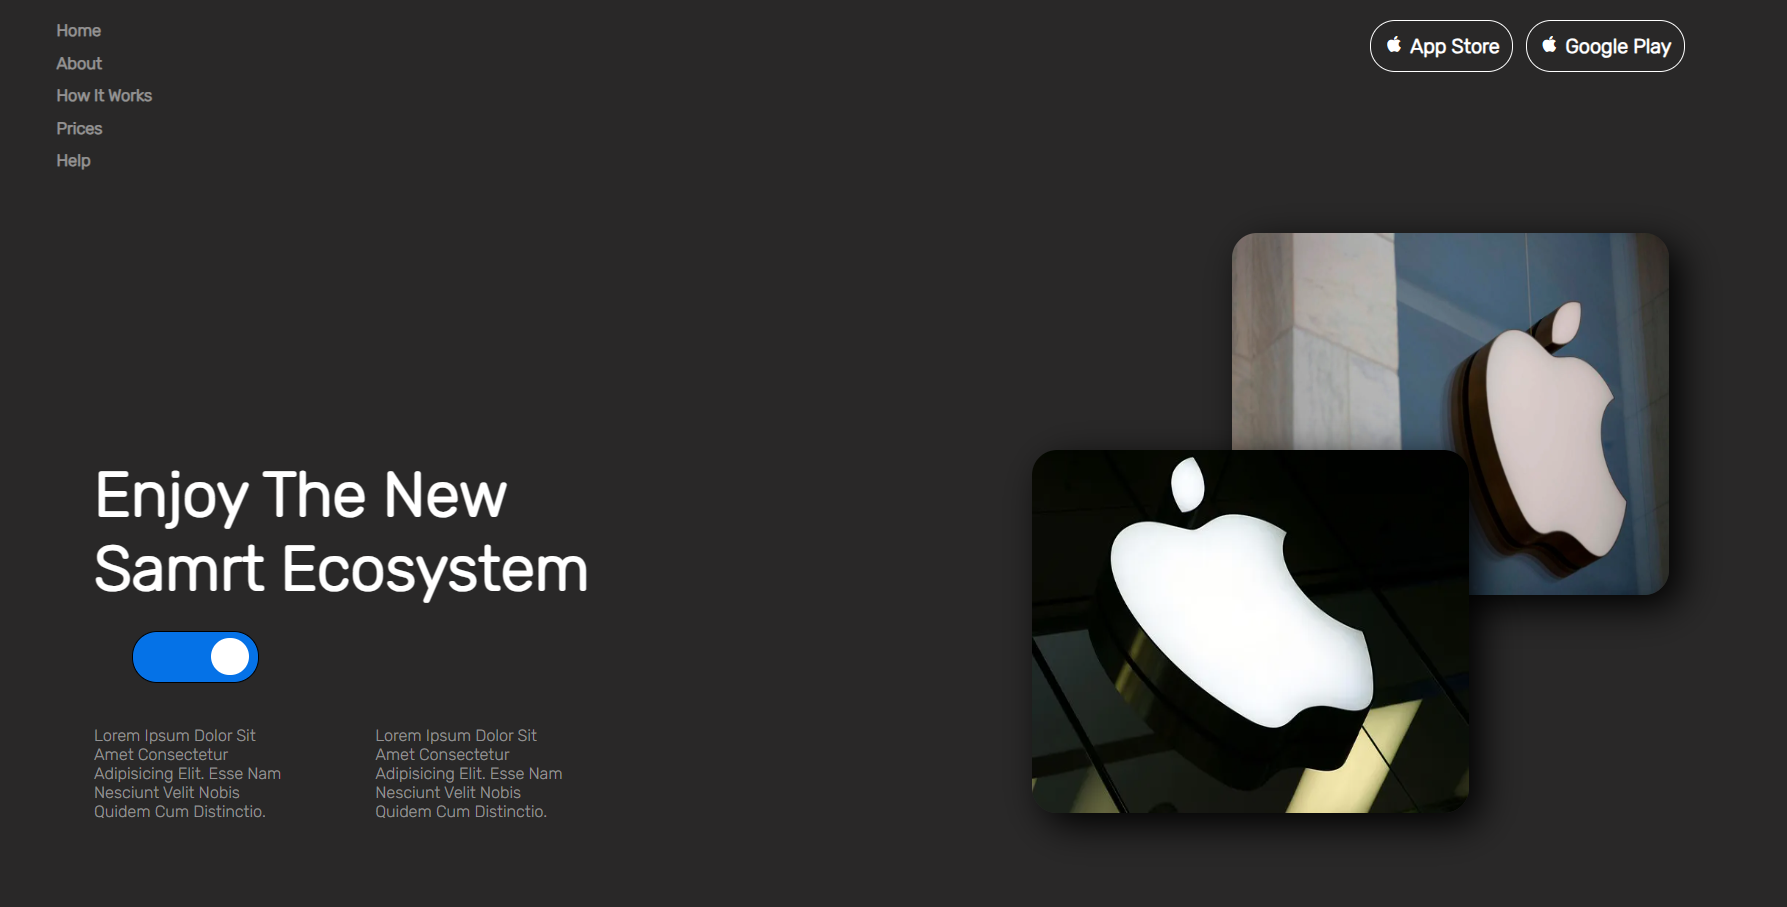 Home
About
How It Works
Prices
Help
App Store
Google Play
Enjoy The New
Samrt Ecosystem
Lorem Ipsum Dolor Sit
Amet Consectetur
Adipisicing Elit. Esse Nam
Nesciunt Velit Nobis
Quidem Cum Distinctio.
Lorem Ipsum Dolor Sit
Amet Consectetur
Adipisicing Elit. Esse Nam
Nesciunt Velit Nobis
Quidem Cum Distinctio.